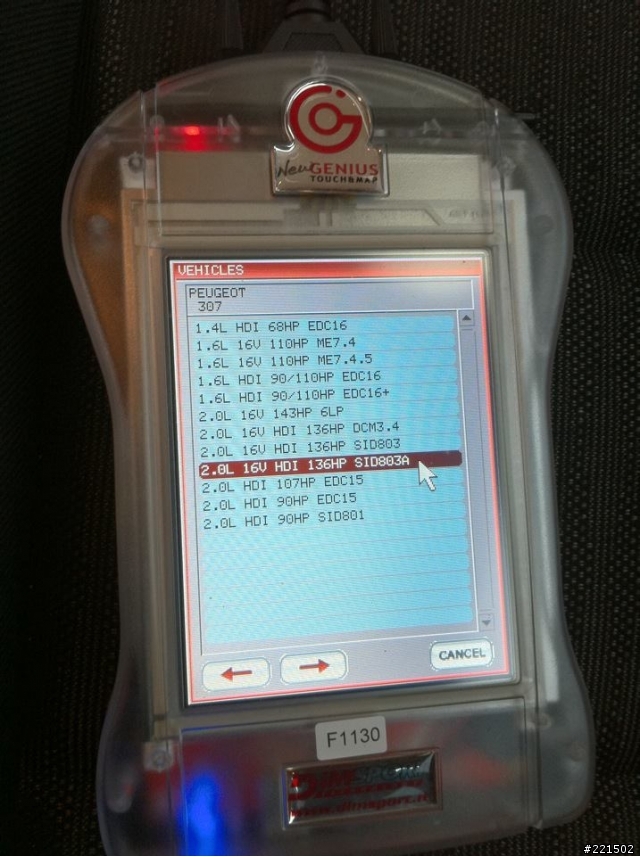 New GENIUS
TOUCH&MAP
VEHICLES
PEUGEOT
307
1.4L HDI 68HP EDC16
1.6L 16V 110HP ME7.4
1.6L 16V 110HP ME7.4.5
1.6L HDI 90/110HP EDC16
1.6L HDI 90/110HP EDC16+
2.0L 16V 143HP 6LP
2.0L 16V HDI 136HP DCM3.4
2.0L 16V HDI 136HP SID803
2.0L 16V HDI 136HP SID803A
2.0L HDI 107HP EDC15
2.0L HDI 90HP EDC15
2.0L HDI 90HP SID801
CANCEL
F1130
DIMSPORT
www.dimsport.it
#221502